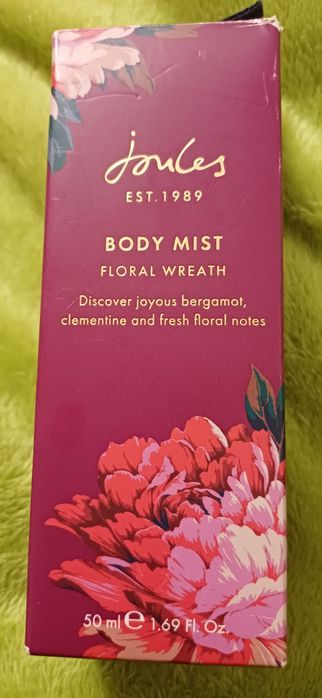 Joules
EST. 1989
BODY MIST
FLORAL WREATH
Discover joyous bergamot,
clementine and fresh floral notes
50 ml ℮ 1.69 Fl. Oz.